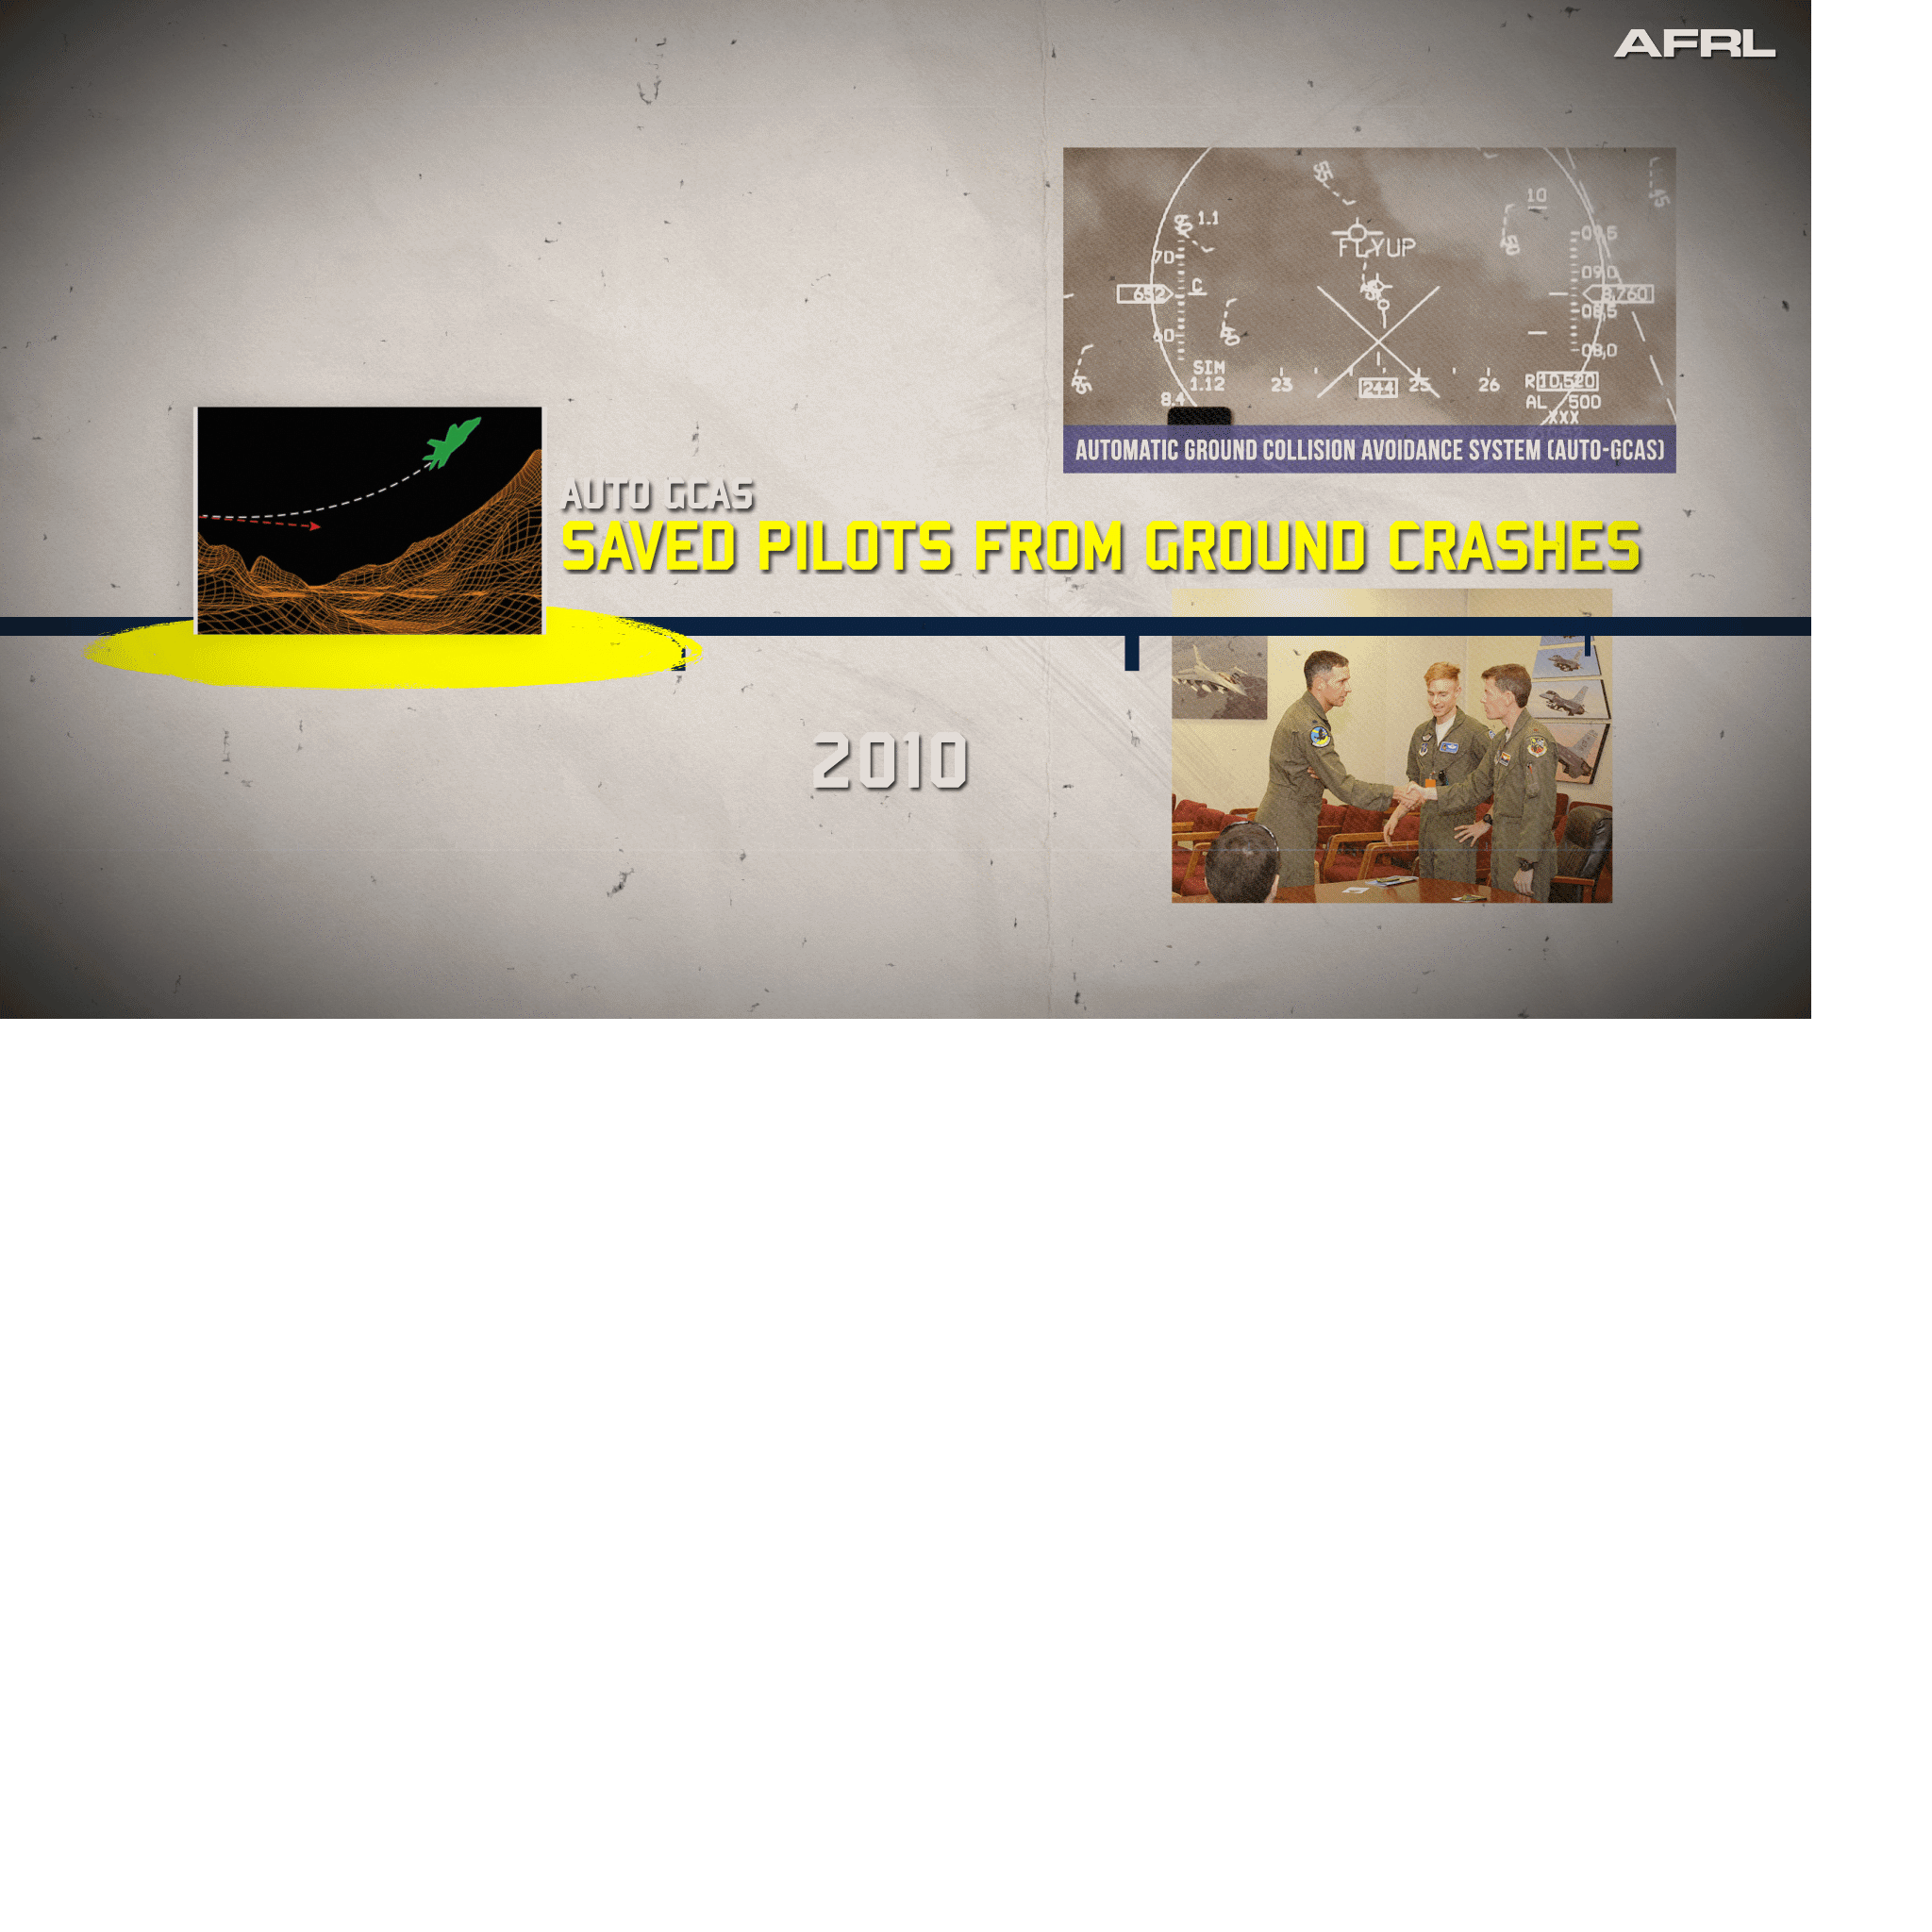 AFRL
55
45
10
1.1
FLYUP
70
09,5
09,0
652
C
8,760
08,5
60
08,0
SIM
1.12
23
244
25
26
R 10,520
8.4
AL 500
XXX
AUTOMATIC GROUND COLLISION AVOIDANCE SYSTEM (AUTO-GCAS)
AUTO GCAS
SAVED PILOTS FROM GROUND CRASHES
2010